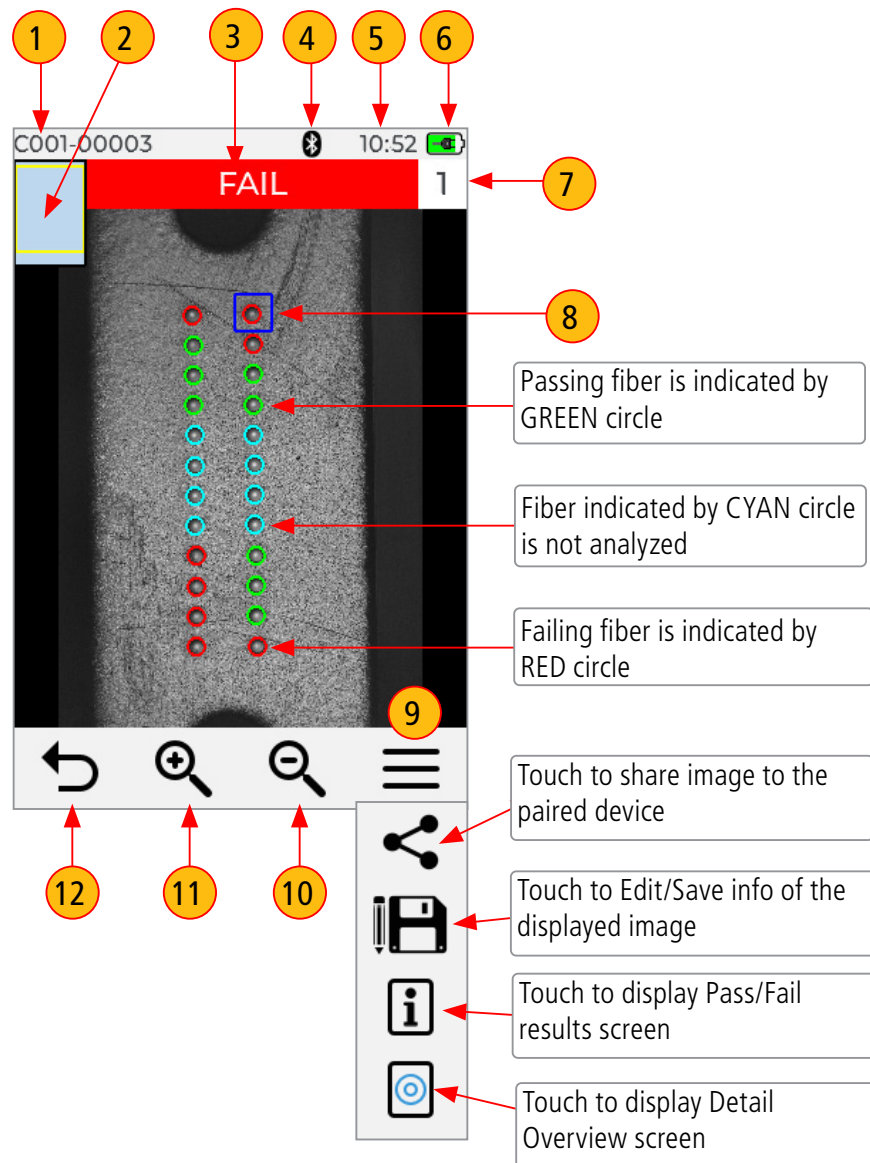 1
2
3
4
5
6
C001-00003
10:52
FAIL
1
7
8
Passing fiber is indicated by
GREEN circle
Fiber indicated by CYAN circle
is not analyzed
Failing fiber is indicated by
RED circle
9
Touch to share image to the
paired device
12
11
10
Touch to Edit/Save info of the
displayed image
i
Touch to display Pass/Fail
results screen
Touch to display Detail
Overview screen